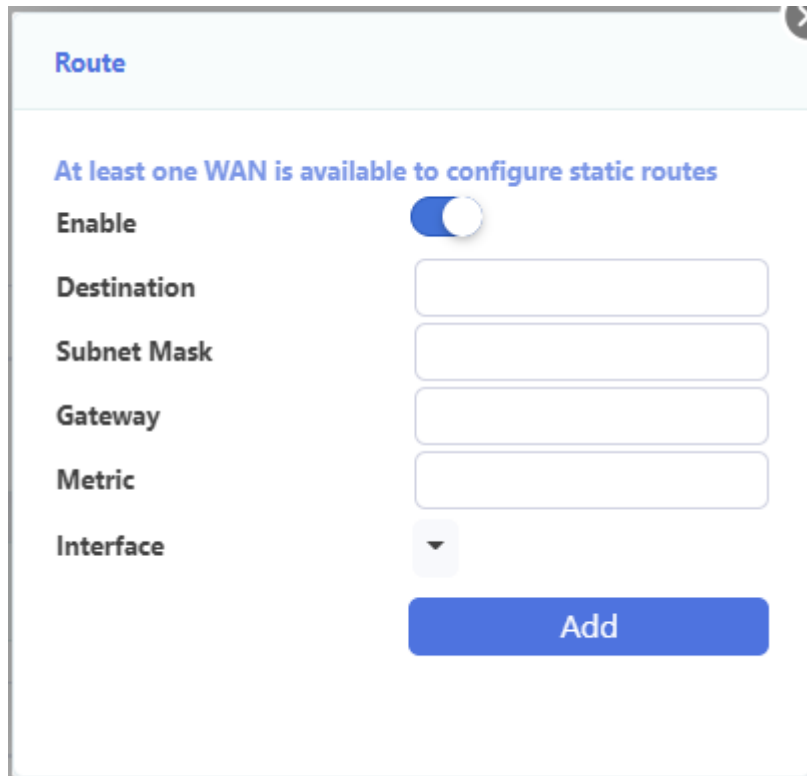 Route
At least one WAN is available to configure static routes
Enable
Destination
Subnet Mask
Gateway
Metric
Interface
Add